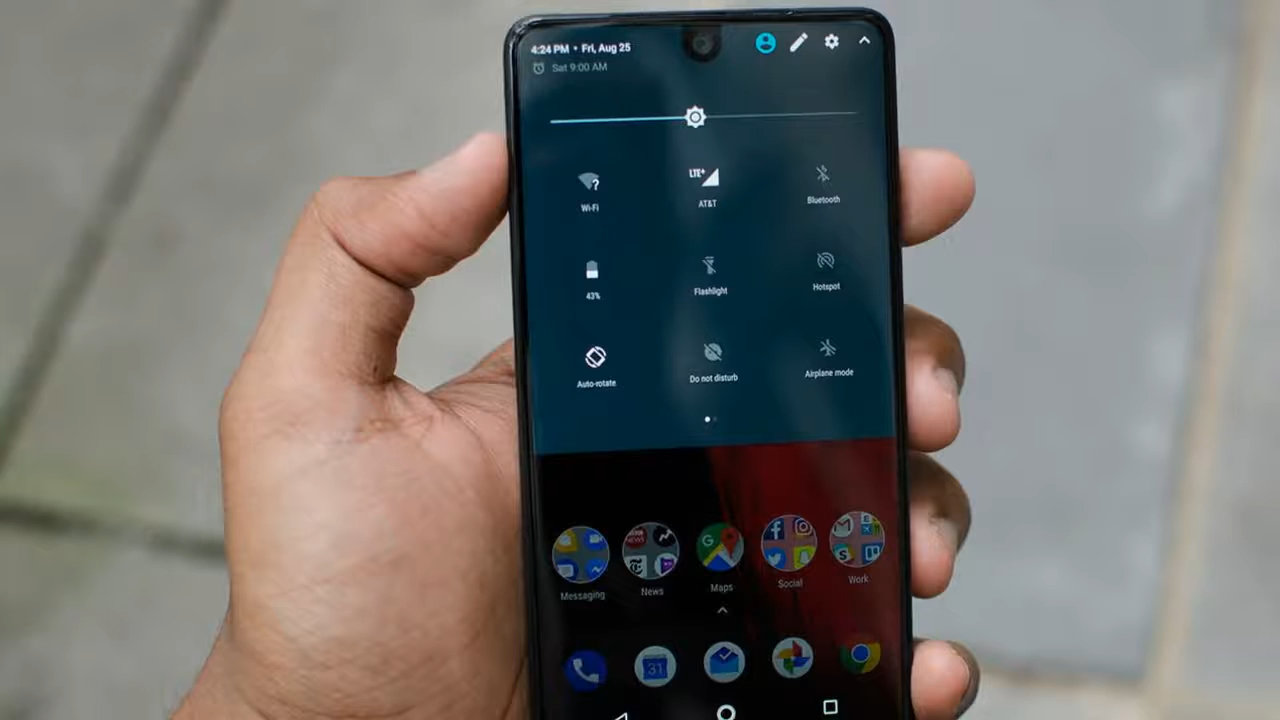 4:24 PM • Fri, Aug 25
Sat 9:00 AM
LTE+
Wi-Fi
AT&T
Bluetooth
43%
Flashlight
Hotspot
Auto-rotate
Do not disturb
Airplane mode
NEWS
Messaging
News
Maps
Social
Work
31